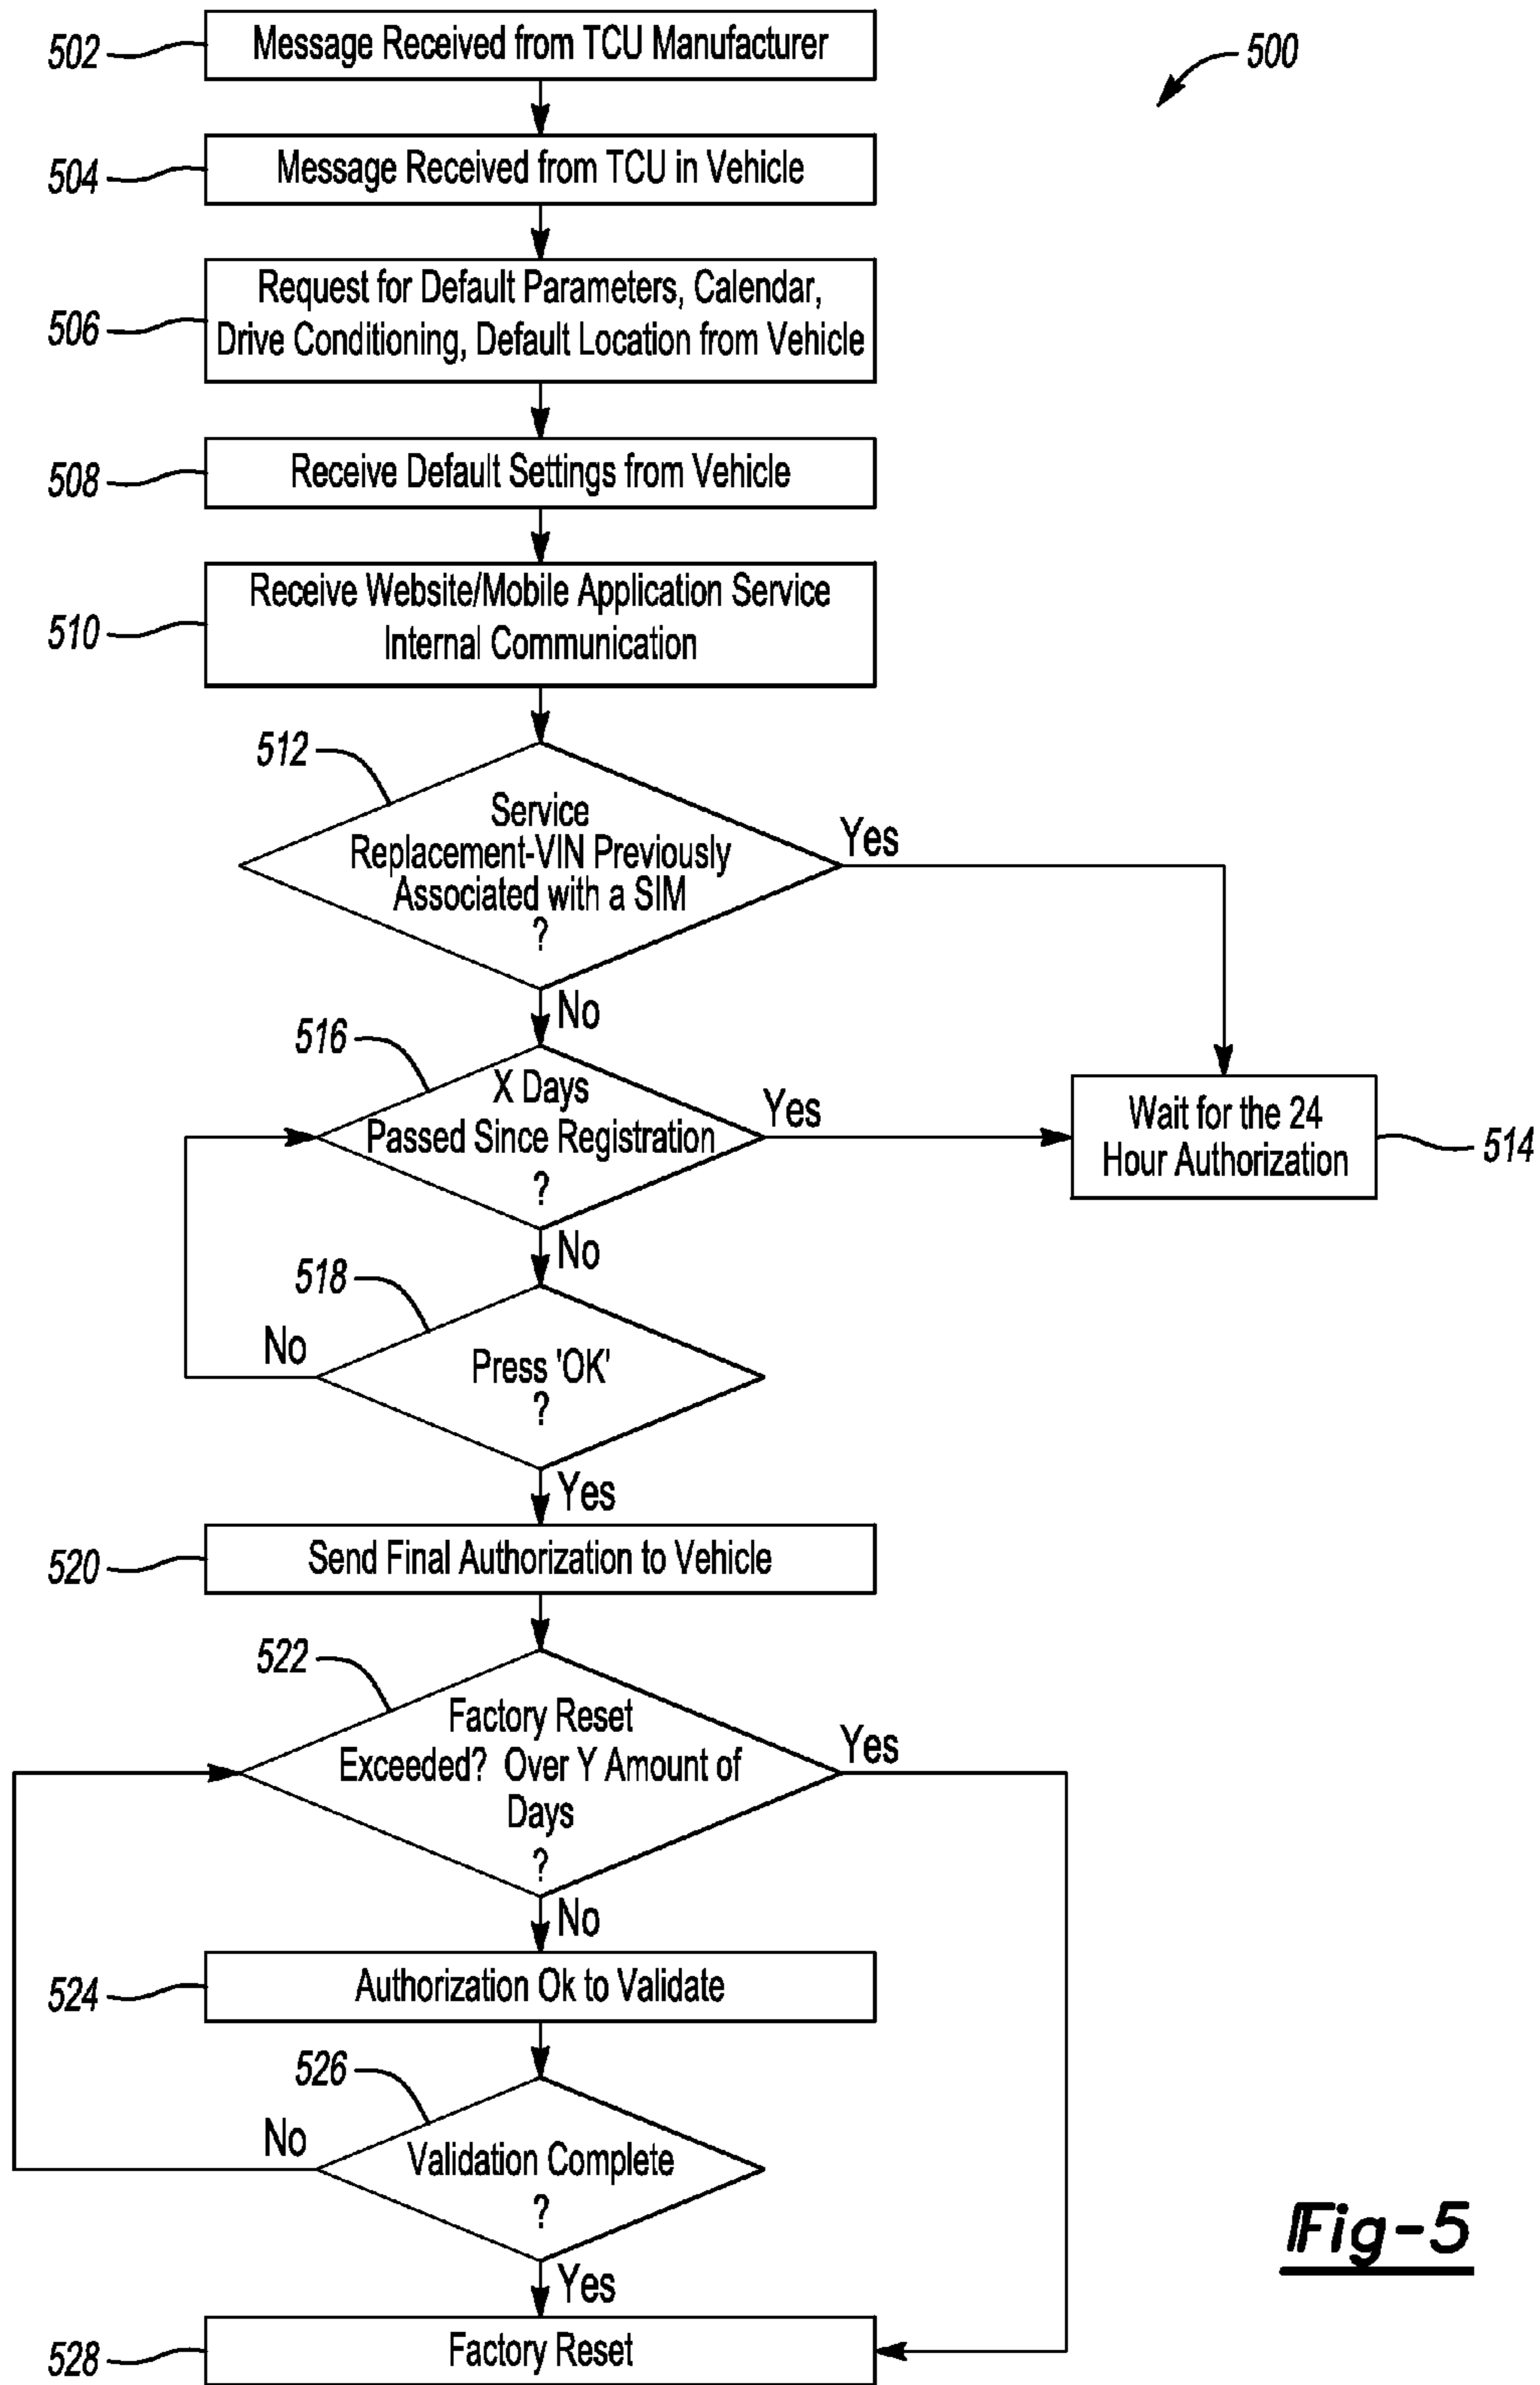 502
Message Received from TCU Manufacturer
500
504
Message Received from TCU in Vehicle
506
Request for Default Parameters, Calendar,
Drive Conditioning, Default Location from Vehicle
508
Receive Default Settings from Vehicle
510
Receive Website/Mobile Application Service
Internal Communication
512
Service
Replacement-VIN Previously
Associated with a SIM
?
Yes
No
516
X Days
Passed Since Registration
?
Yes
Wait for the 24
Hour Authorization
514
No
518
Press 'OK'
?
No
Yes
520
Send Final Authorization to Vehicle
522
Factory Reset
Exceeded? Over Y Amount of
Days
?
Yes
No
524
Authorization Ok to Validate
526
Validation Complete
?
No
Yes
528
Factory Reset
Fig-5